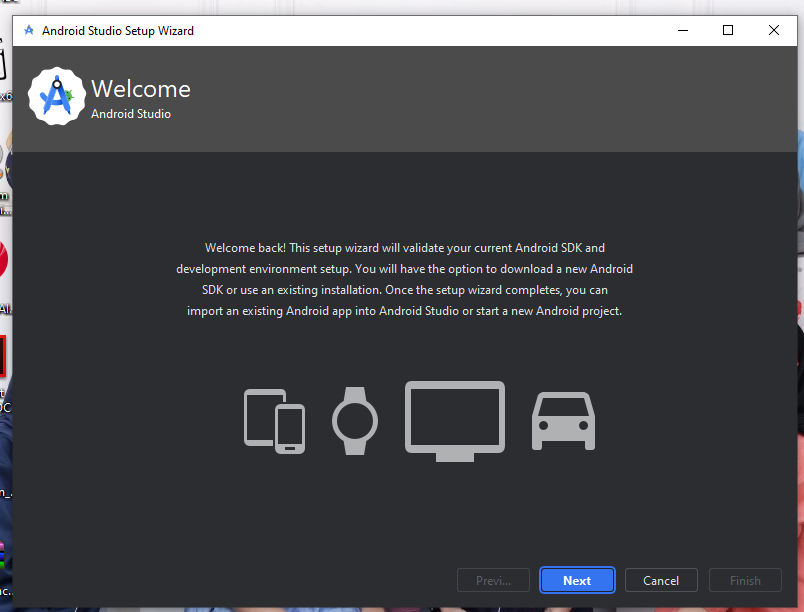 Android Studio Setup Wizard
Welcome
Android Studio
Welcome back! This setup wizard will validate your current Android SDK and
development environment setup. You will have the option to download a new Android
SDK or use an existing installation. Once the setup wizard completes, you can
import an existing Android app into Android Studio or start a new Android project.
Previ...
Next
Cancel
Finish